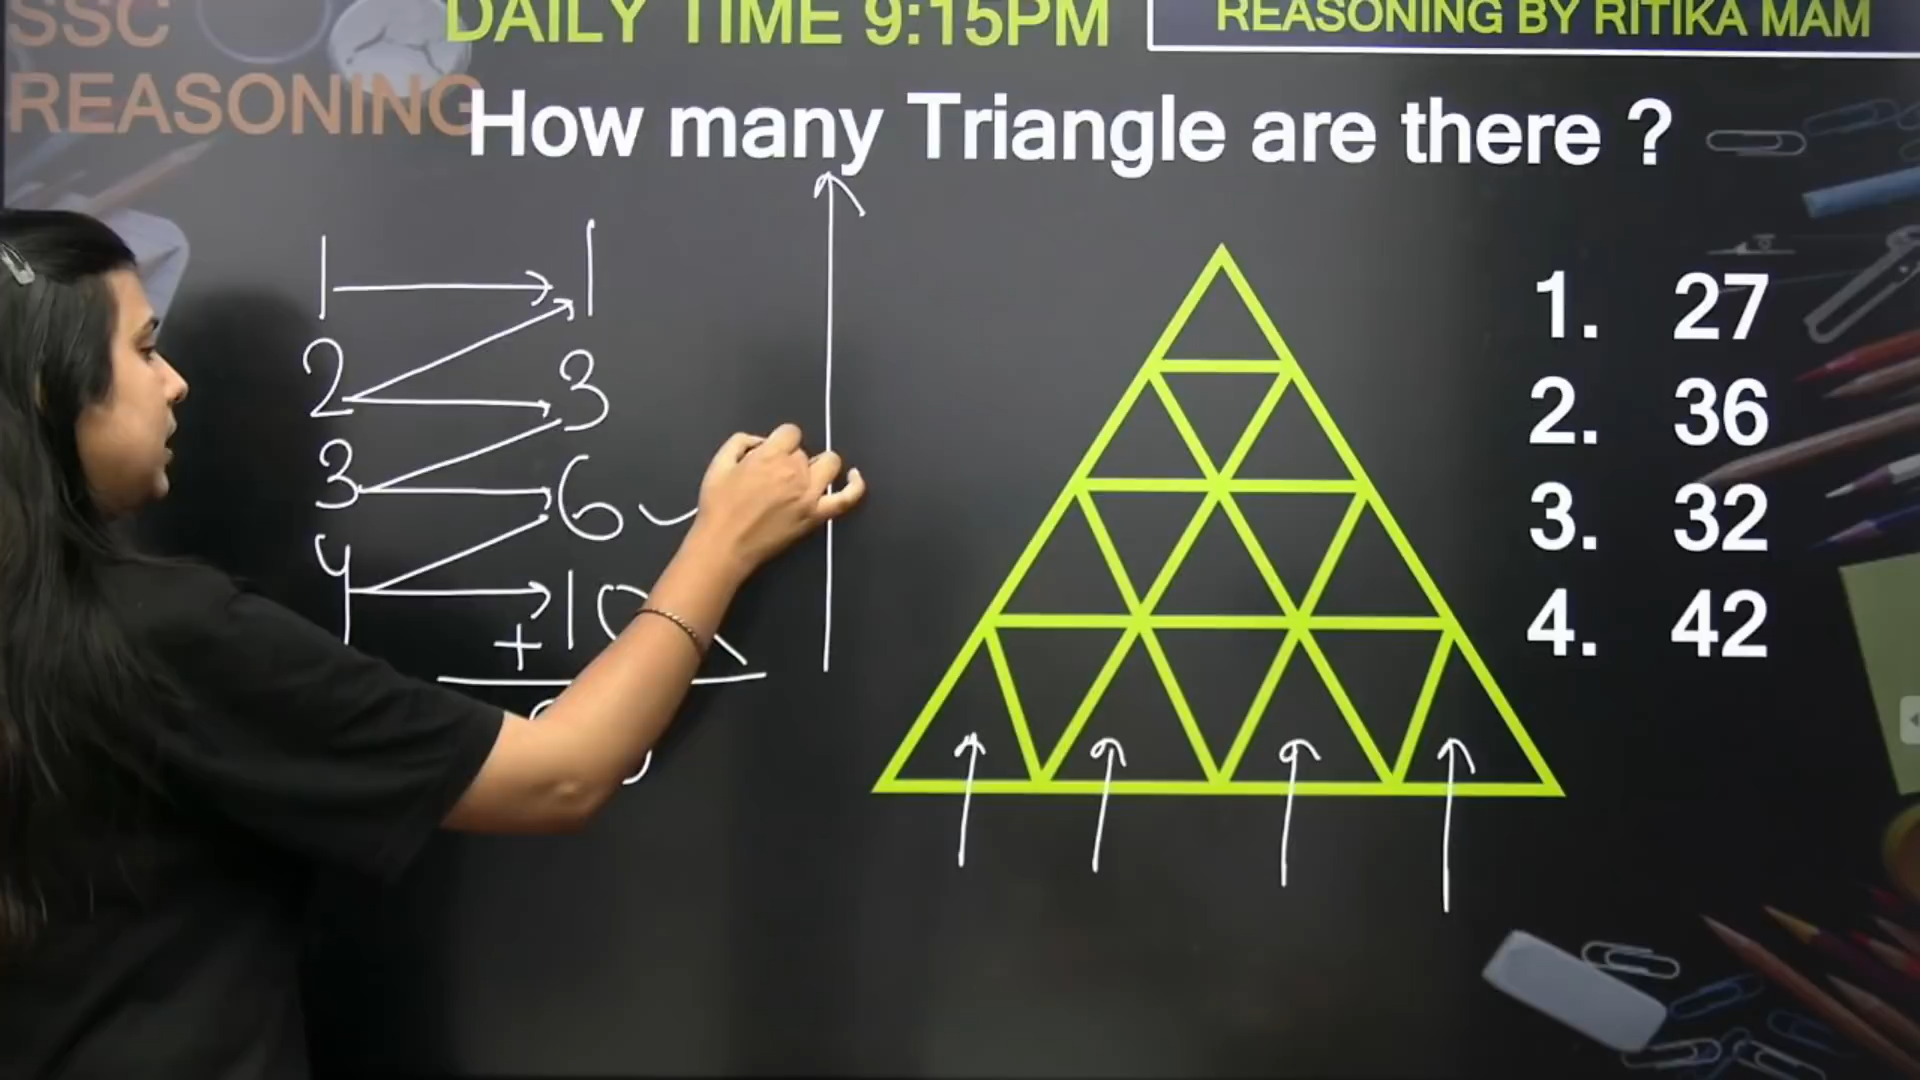 SSC
REASONING
DAILY TIME 9:15PM
REASONING BY RITIKA MAM
How many Triangle are there ?
1 1
2 3
3 6
4 +10
1. 27
2. 36
3. 32
4. 42